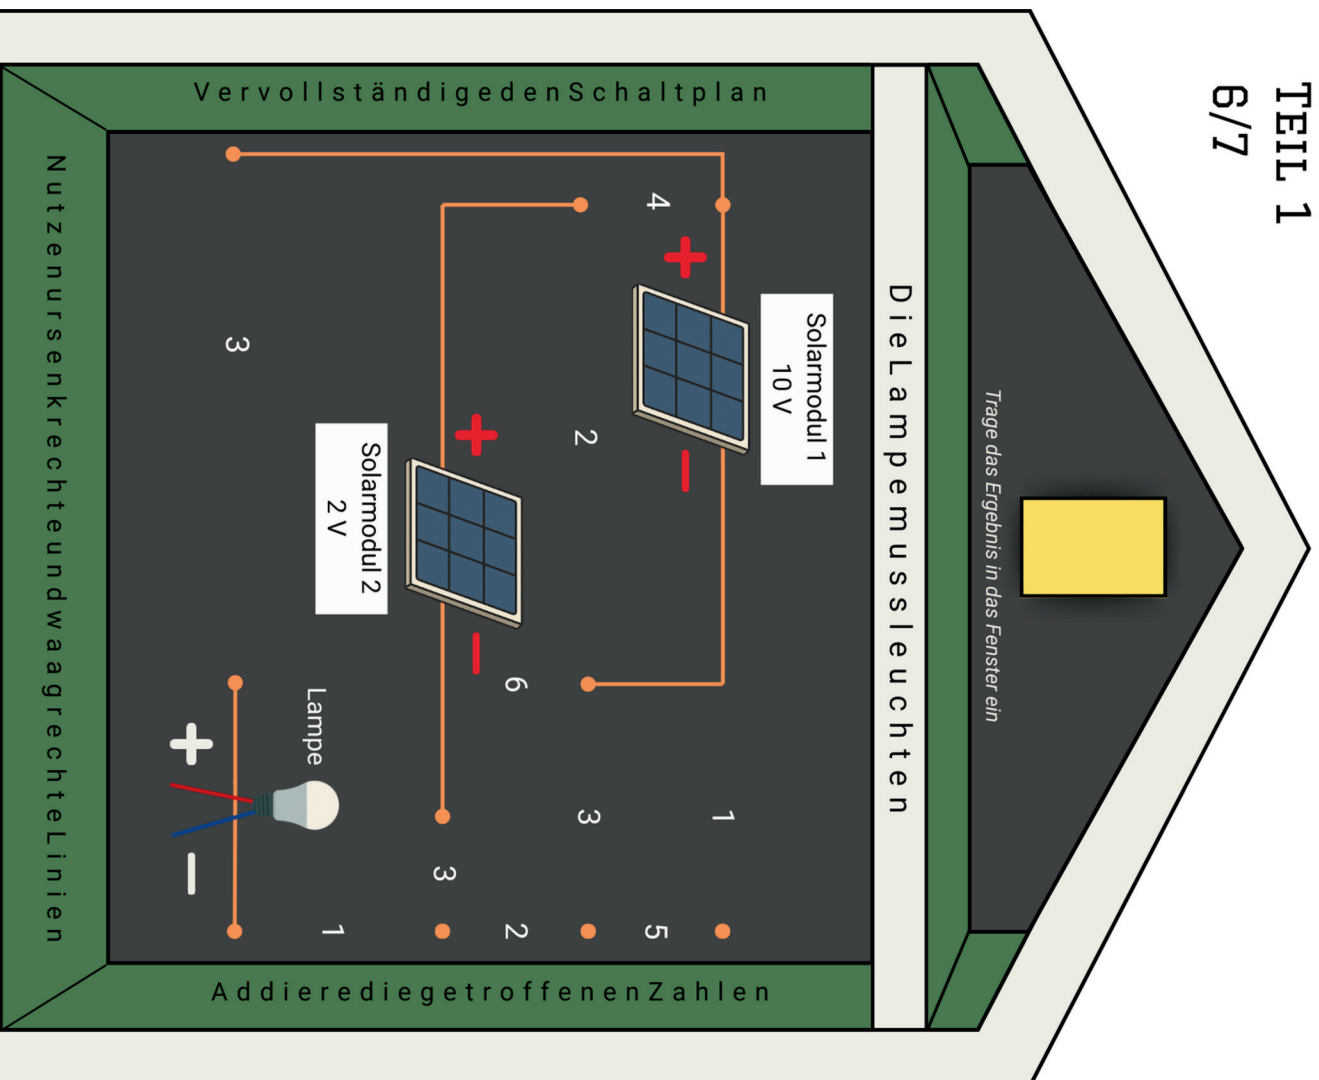 TEIL 1
6/7
Trage das Ergebnis in das Fenster ein
DieLampemussleuchten
VervollständigedenSchaltplan
Solarmodul 1
10 V
1
+ −
4 5
2 3
6 2
+ −
3
Solarmodul 2
2 V
1
Lampe
3
+ −
AddierediegetroffenenZahlen
NutzenursenkrechteundwaagrechteLinien